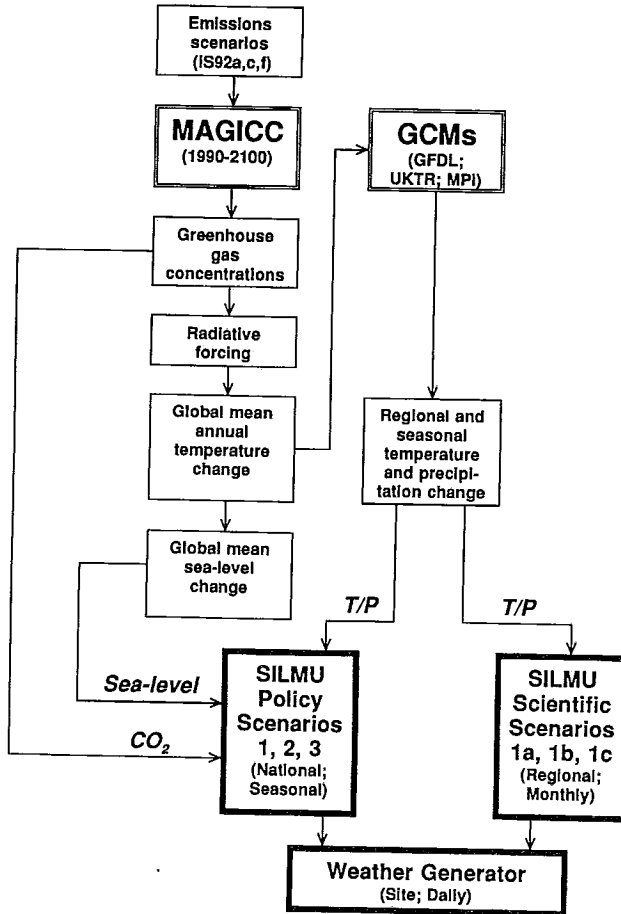 Emissions
scenarios
(IS92a,c,f)
MAGICC
(1990-2100)
GCMs
(GFDL;
UKTR; MPI)
Greenhouse
gas
concentrations
Radiative
forcing
Global mean
annual
temperature
change
Regional and
seasonal
temperature
and precipi-
tation change
Global mean
sea-level
change
T/P
T/P
Sea-level
CO₂
SILMU
Policy
Scenarios
1, 2, 3
(National;
Seasonal)
SILMU
Scientific
Scenarios
1a, 1b, 1c
(Regional;
Monthly)
Weather Generator
(Site; Daily)